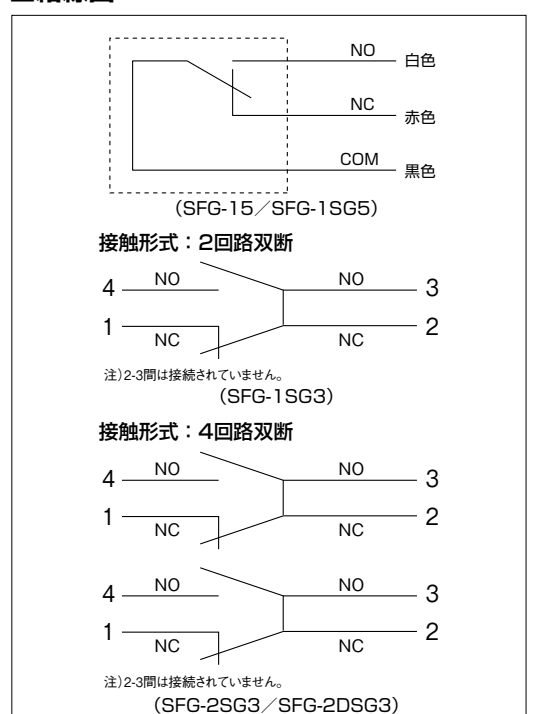 NO 白色
NC 赤色
COM 黒色
(SFG-15／SFG-1SG5)
接触形式：2回路双断
4 NO NO 3
1 NC NC 2
注)2-3間は接続されていません。
(SFG-1SG3)
接触形式：4回路双断
4 NO NO 3
1 NC NC 2
4 NO NO 3
1 NC NC 2
注)2-3間は接続されていません。
(SFG-2SG3／SFG-2DSG3)